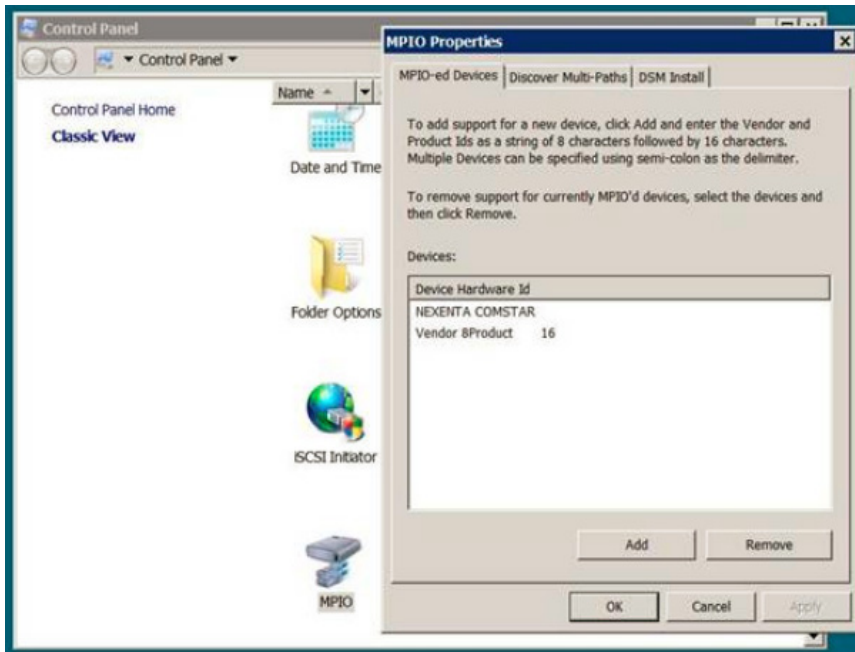 Control Panel
Control Panel
Control Panel Home
Classic View
Name
Date and Time
Folder Options
iSCSI Initiator
MPIO
MPIO Properties
MPIO-ed Devices
Discover Multi-Paths
DSM Install
To add support for a new device, click Add and enter the Vendor and
Product Ids as a string of 8 characters followed by 16 characters.
Multiple Devices can be specified using semi-colon as the delimiter.
To remove support for currently MPIO'd devices, select the devices and
then click Remove.
Devices:
Device Hardware Id
NEXENTA COMSTAR
Vendor 8Product 16
Add
Remove
OK
Cancel
Apply